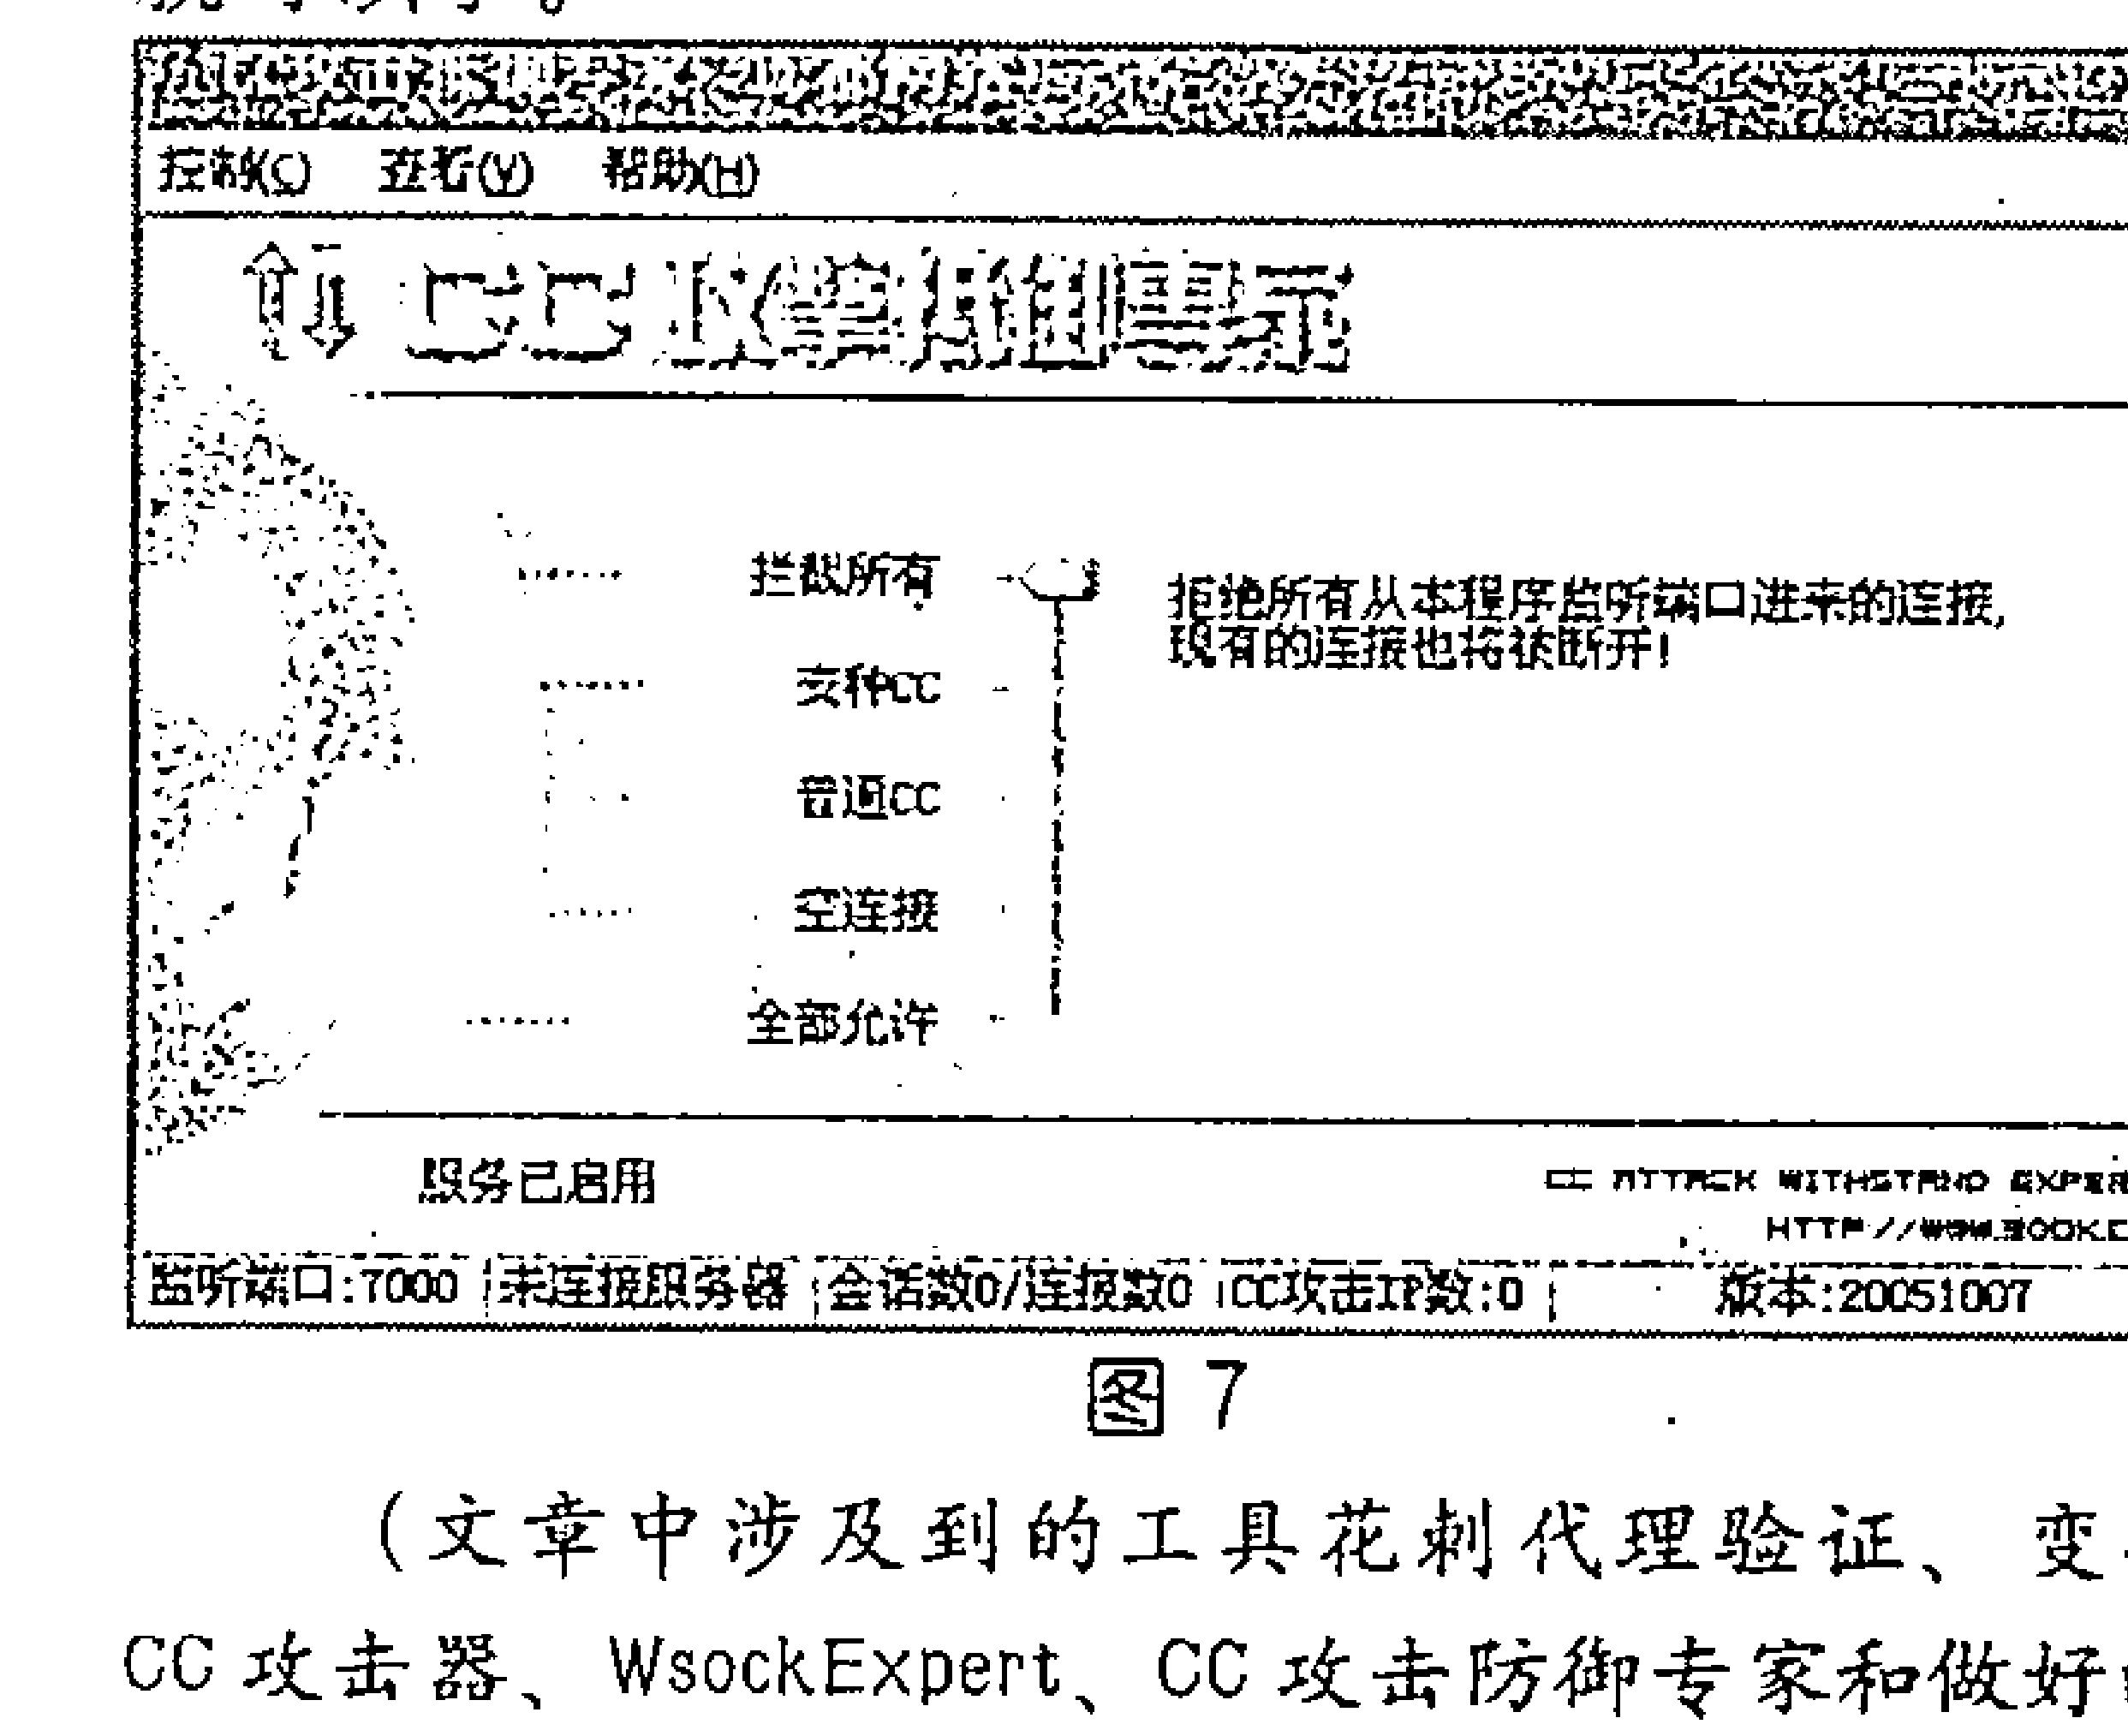 控制(C) 查看(V) 帮助(H)
CC攻击
拦截所有
拒绝所有从本程序监听端口进来的连接,
现有的连接也将被断开!
变种CC
普通CC
空连接
全部允许
服务已启用
CC ATTACK WITHSTAND EXPER
监听端口:7000 未连接服务器 会话数0/连接数0 CC攻击IP数:0 版本:20051007
图 7
(文章中涉及到的工具花刺代理验证、变
CC 攻击器、WsockExpert、CC 攻击防御专家和做好